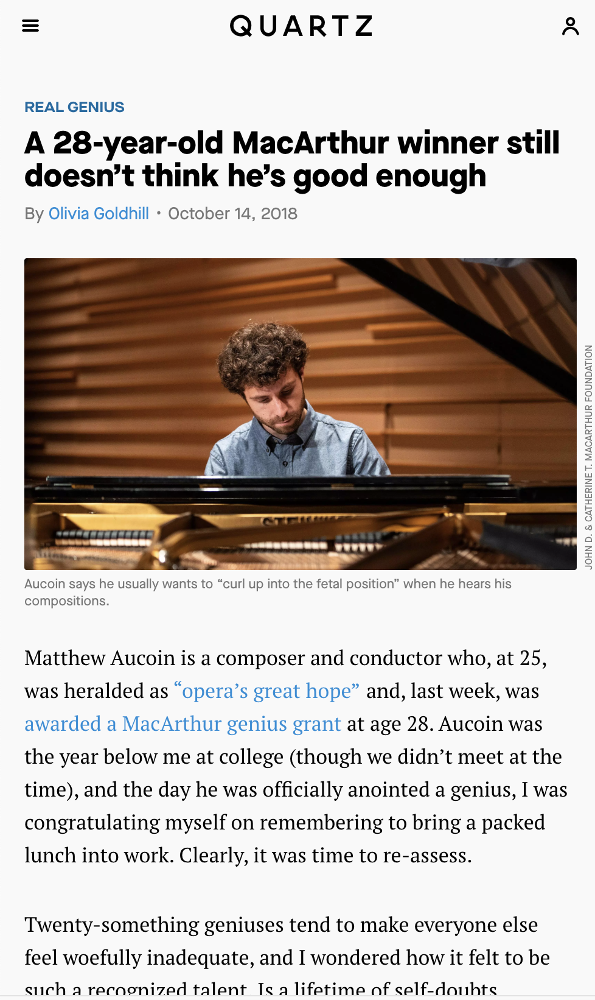 QUARTZ
REAL GENIUS
A 28-year-old MacArthur winner still
doesn’t think he’s good enough
By Olivia Goldhill • October 14, 2018
JOHN D. & CATHERINE T. MACARTHUR FOUNDATION
Aucoin says he usually wants to “curl up into the fetal position” when he hears his
compositions.
Matthew Aucoin is a composer and conductor who, at 25,
was heralded as “opera’s great hope” and, last week, was
awarded a MacArthur genius grant at age 28. Aucoin was
the year below me at college (though we didn’t meet at the
time), and the day he was officially anointed a genius, I was
congratulating myself on remembering to bring a packed
lunch into work. Clearly, it was time to re-assess.
Twenty-something geniuses tend to make everyone else
feel woefully inadequate, and I wondered how it felt to be
such a recognized talent. Is a lifetime of self-doubts